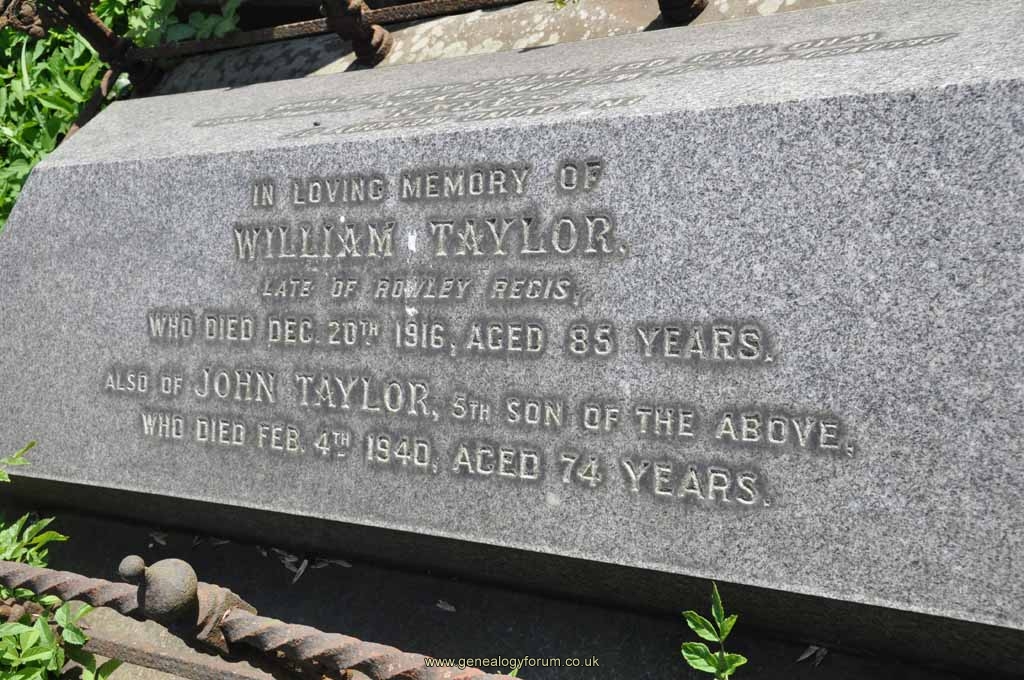 IN LOVING MEMORY OF
WILLIAM TAYLOR.
LATE OF ROWLEY REGIS,
WHO DIED DEC. 20TH 1916, AGED 85 YEARS.
ALSO OF JOHN TAYLOR, 5TH SON OF THE ABOVE,
WHO DIED FEB. 4TH 1940, AGED 74 YEARS.
www.genealogyforum.co.uk